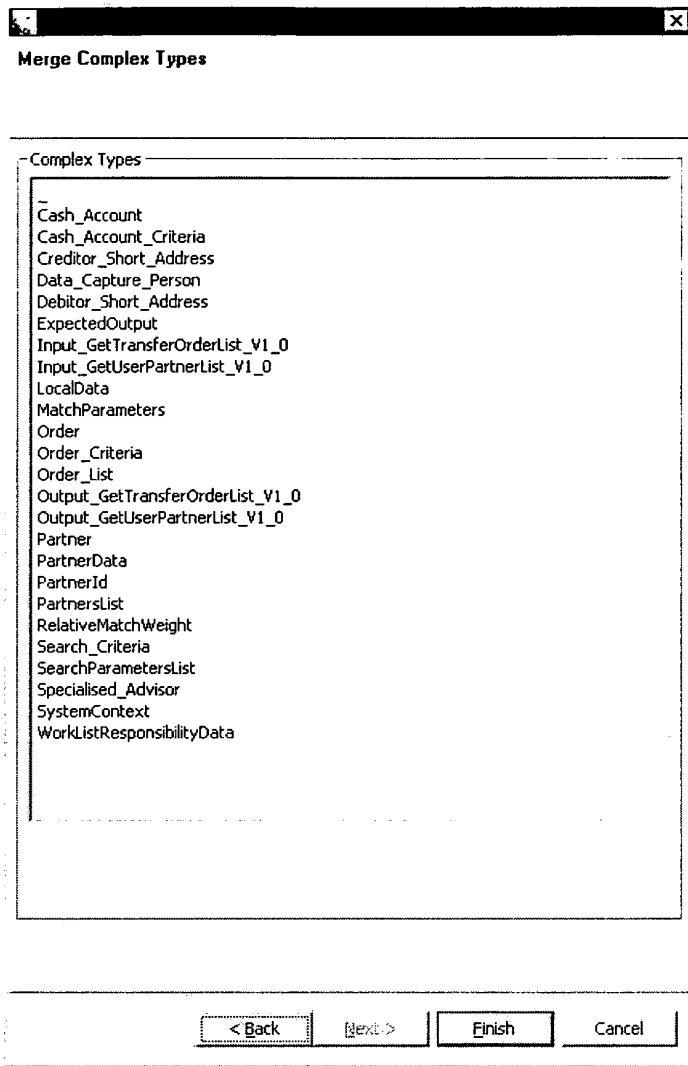 Merge Complex Types
Complex Types
_
Cash_Account
Cash_Account_Criteria
Creditor_Short_Address
Data_Capture_Person
Debitor_Short_Address
ExpectedOutput
Input_GetTransferOrderList_V1_0
Input_GetUserPartnerList_V1_0
LocalData
MatchParameters
Order
Order_Criteria
Order_List
Output_GetTransferOrderList_V1_0
Output_GetUserPartnerList_V1_0
Partner
PartnerData
PartnerId
PartnersList
RelativeMatchWeight
Search_Criteria
SearchParametersList
Specialised_Advisor
SystemContext
WorkListResponsibilityData
< Back Next > Finish Cancel